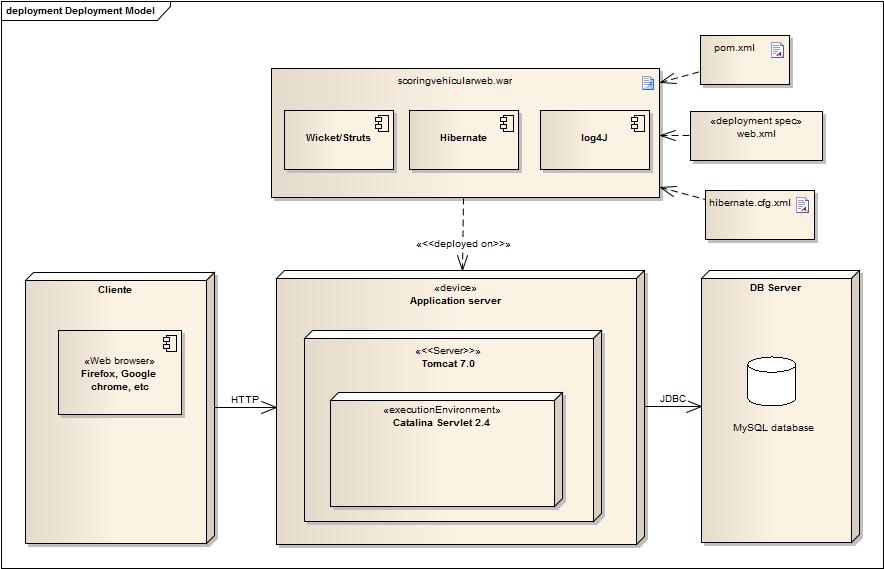 deployment Deployment Model
scoringvehicularweb.war
Wicket/Struts
Hibernate
log4J
pom.xml
«deployment spec»
web.xml
hibernate.cfg.xml
«<<deployed on>>»
Cliente
«Web browser»
Firefox, Google
chrome, etc
HTTP
«device»
Application server
«<<Server>>»
Tomcat 7.0
«executionEnvironment»
Catalina Servlet 2.4
JDBC
DB Server
MySQL database